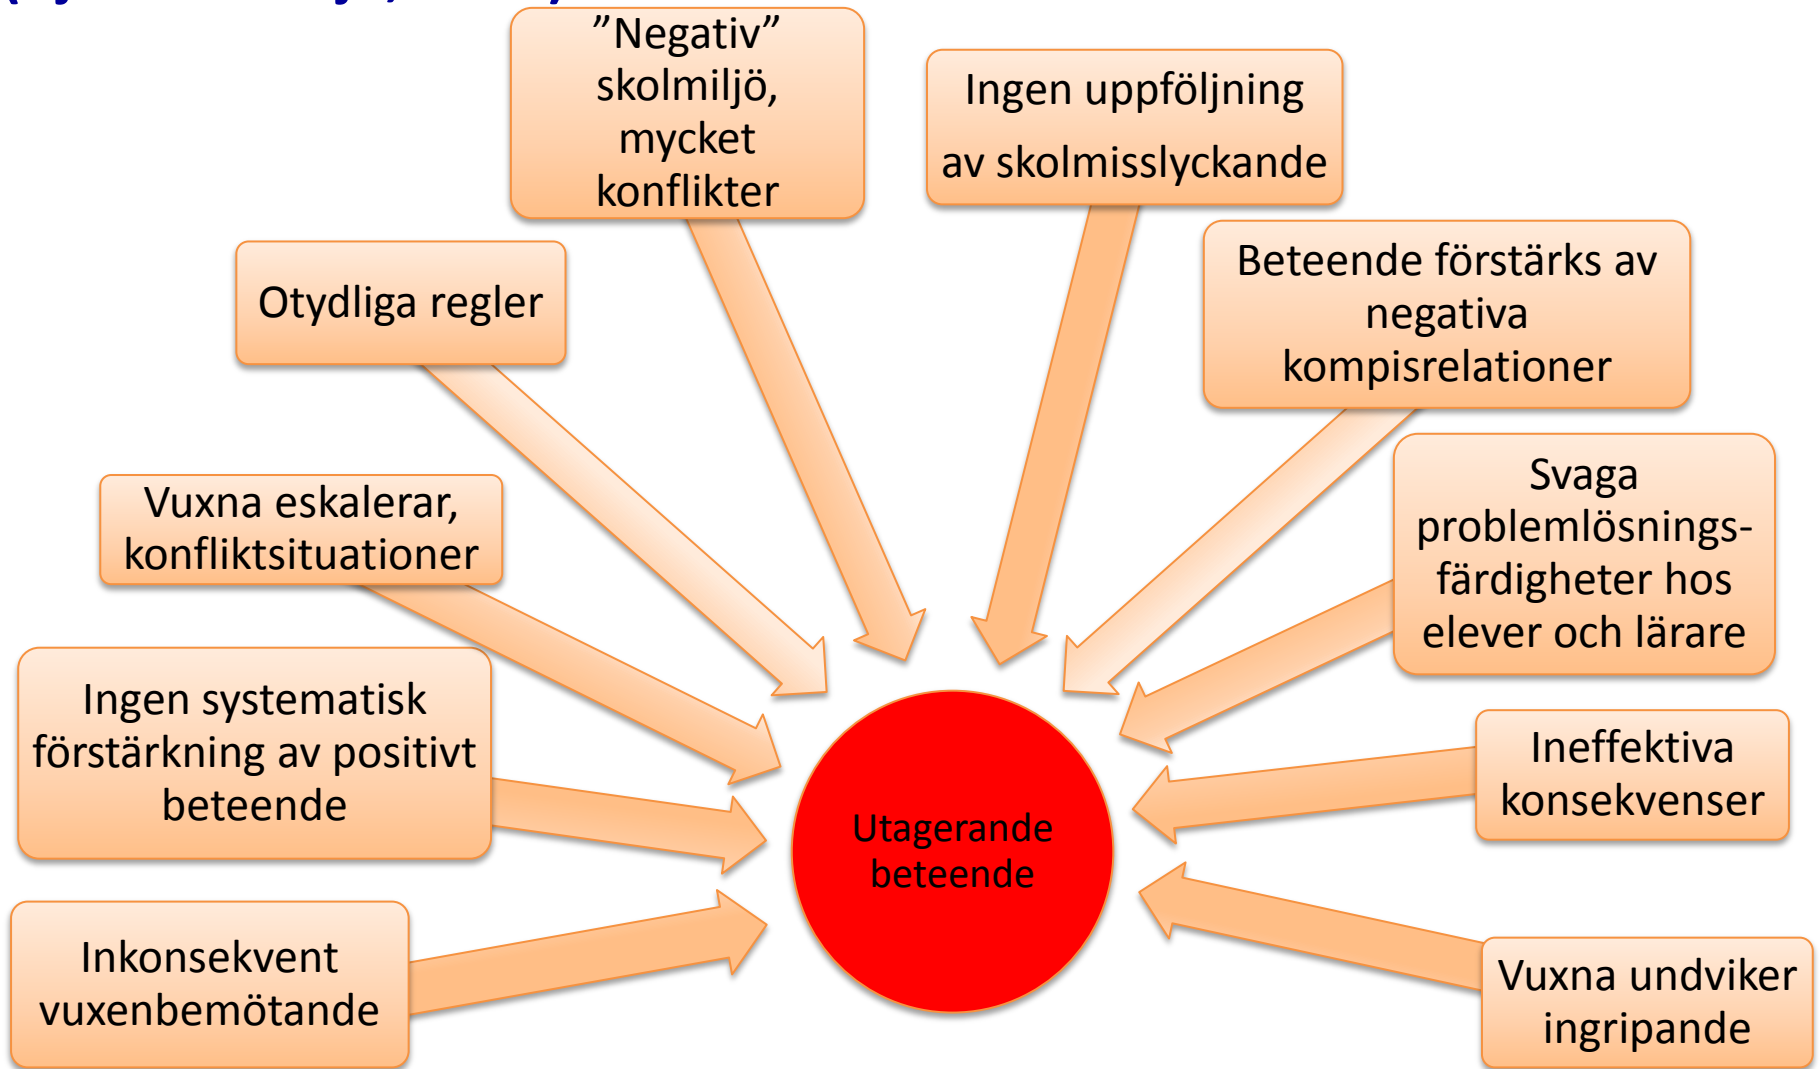 ”Negativ”
skolmiljö,
mycket
konflikter
Ingen uppföljning
av skolmisslyckande
Otydliga regler
Beteende förstärks av
negativa
kompisrelationer
Vuxna eskalerar,
konfliktsituationer
Svaga
problemlösnings-
färdigheter hos
elever och lärare
Ingen systematisk
förstärkning av positivt
beteende
Ineffektiva
konsekvenser
Utagerande
beteende
Inkonsekvent
vuxenbemötande
Vuxna undviker
ingripande